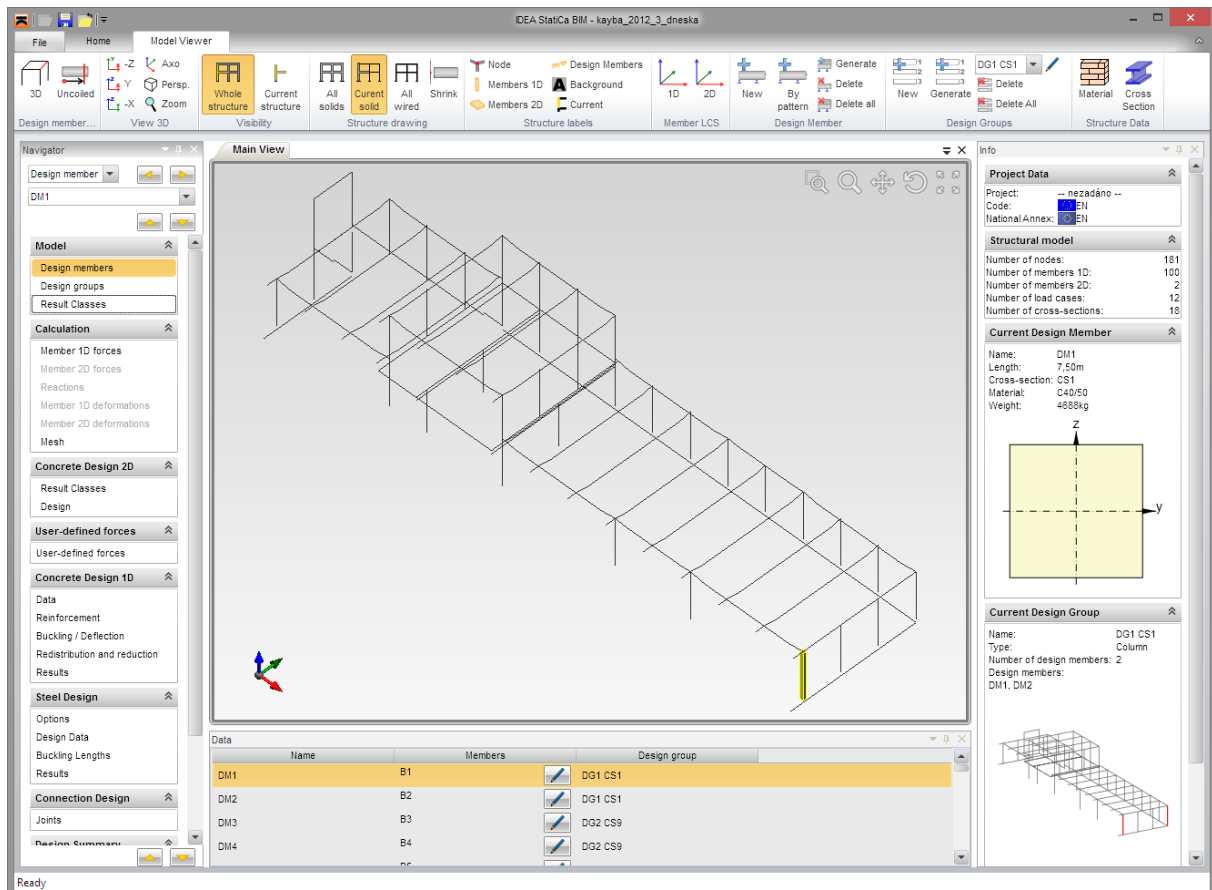 IDEA StatiCa BIM - kayba_2012_3_dneska
File Home Model Viewer
3D Uncoiled
-Z Axo
Y Persp.
-X Zoom
Whole structure
Current structure
All solids
Curent solid
All wired
Shrink
Node Design Members
Members 1D Background
Members 2D Current
1D 2D
New By pattern
Generate
Delete
Delete all
New Generate
DG1 CS1
Delete
Delete All
Material Cross Section
Design member... View 3D Visibility Structure drawing Structure labels Member LCS Design Member Design Groups Structure Data
Navigator
Design member
DM1
Model
Design members
Design groups
Result Classes
Calculation
Member 1D forces
Member 2D forces
Reactions
Member 1D deformations
Member 2D deformations
Mesh
Concrete Design 2D
Result Classes
Design
User-defined forces
User-defined forces
Concrete Design 1D
Data
Reinforcement
Buckling / Deflection
Redistribution and reduction
Results
Steel Design
Options
Design Data
Buckling Lengths
Results
Connection Design
Joints
Design Summary
Main View
Data
Name Members Design group
DM1 B1 DG1 CS1
DM2 B2 DG1 CS1
DM3 B3 DG2 CS9
DM4 B4 DG2 CS9
Info
Project Data
Project: -- nezadáno --
Code: EN
National Annex: EN
Structural model
Number of nodes: 181
Number of members 1D: 100
Number of members 2D: 2
Number of load cases: 12
Number of cross-sections: 18
Current Design Member
Name: DM1
Length: 7,50m
Cross-section: CS1
Material: C40/50
Weight: 4688kg
z
y
Current Design Group
Name: DG1 CS1
Type: Column
Number of design members: 2
Design members:
DM1, DM2
Ready